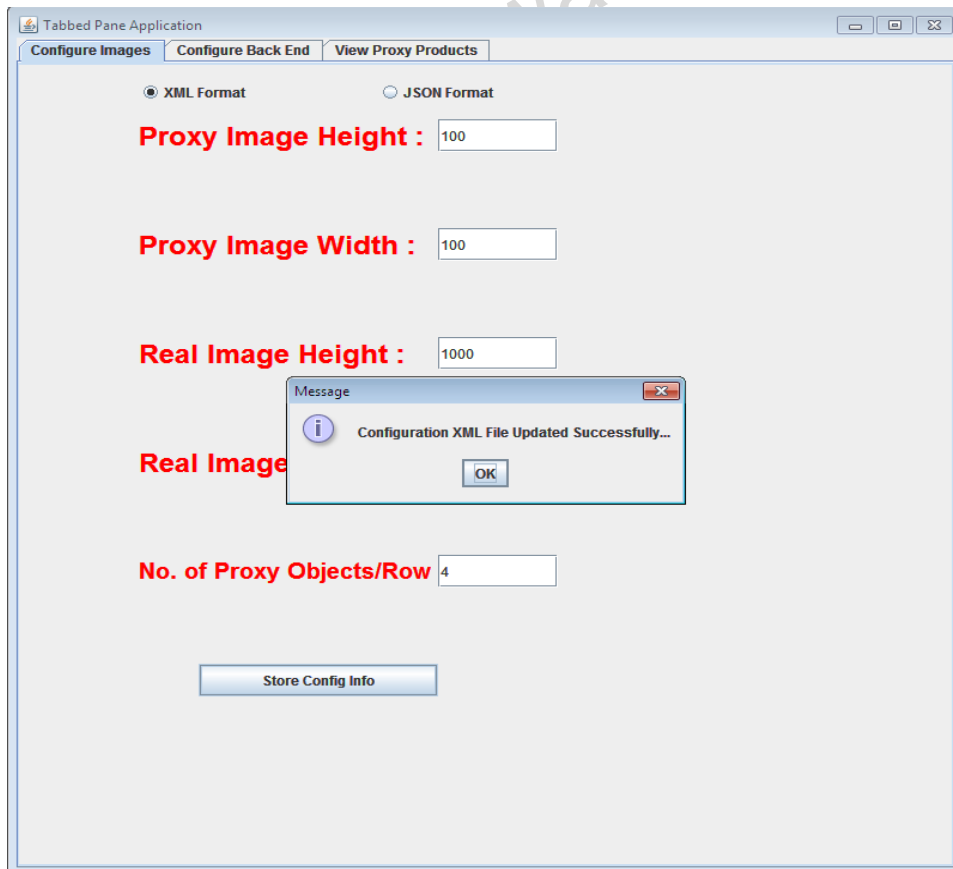 Tabbed Pane Application
Configure Images Configure Back End View Proxy Products
XML Format JSON Format
Proxy Image Height : 100
Proxy Image Width : 100
Real Image Height : 1000
Message
Configuration XML File Updated Successfully...
Real Image
OK
No. of Proxy Objects/Row 4
Store Config Info